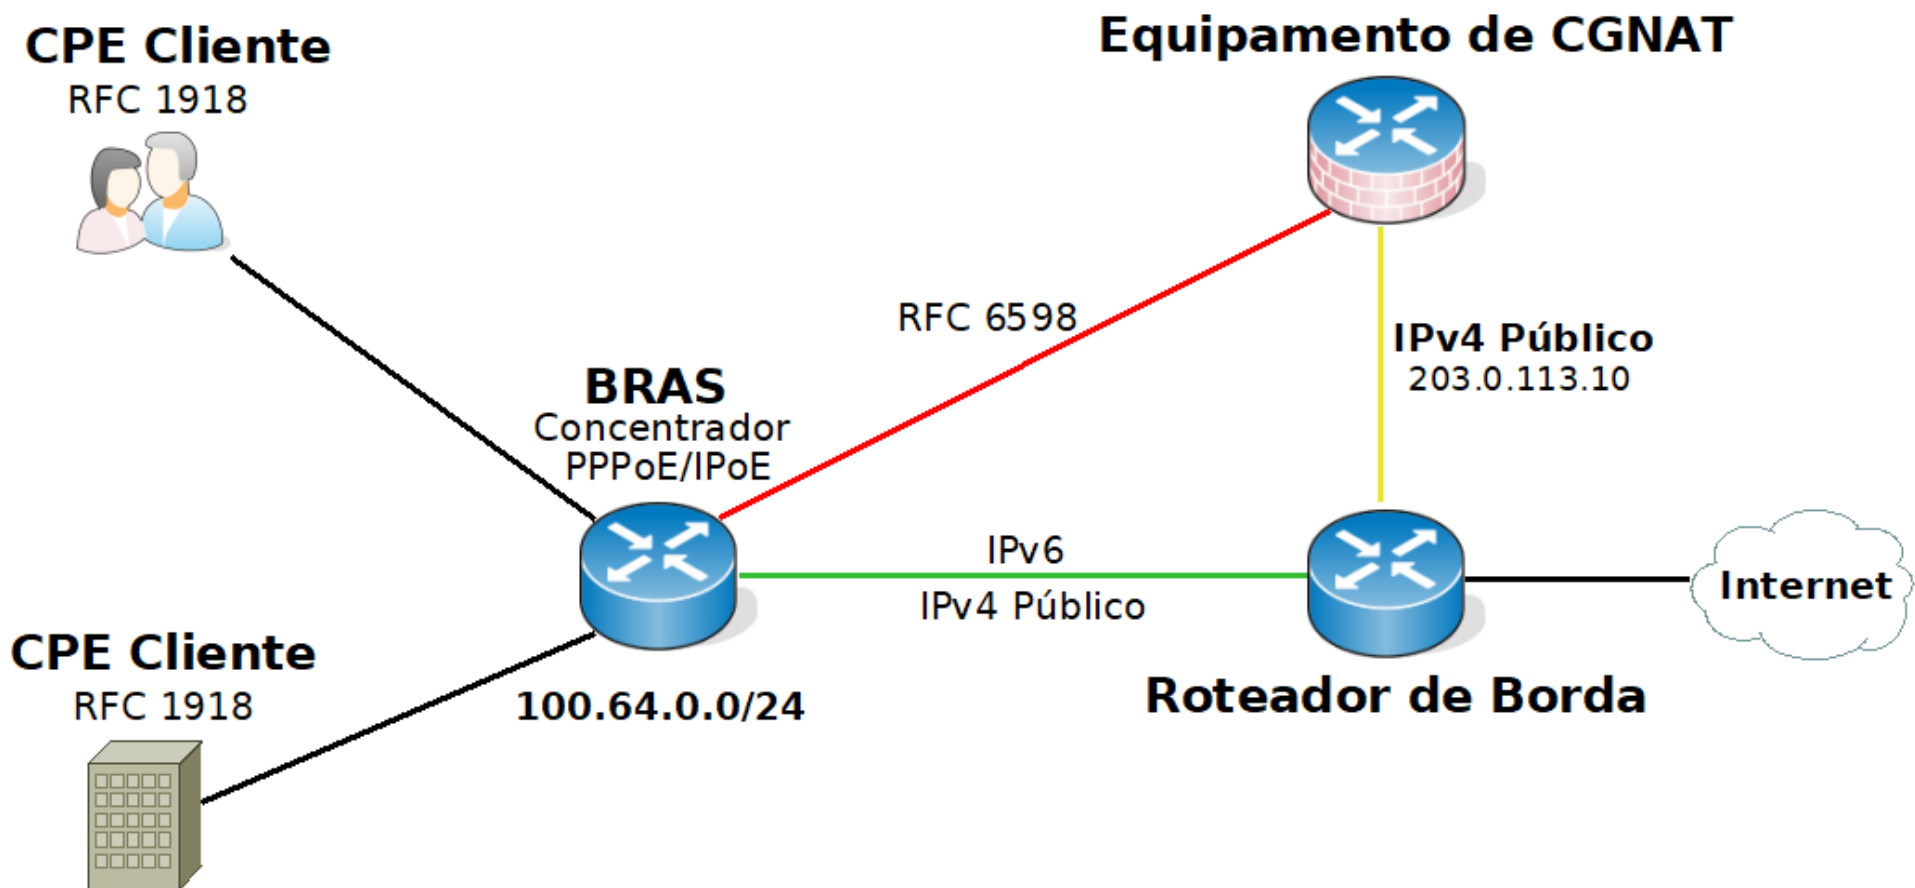 CPE Cliente
RFC 1918
Equipamento de CGNAT
RFC 6598
IPv4 Público
203.0.113.10
BRAS
Concentrador
PPPoE/IPoE
IPv6
IPv4 Público
Internet
Roteador de Borda
100.64.0.0/24
CPE Cliente
RFC 1918